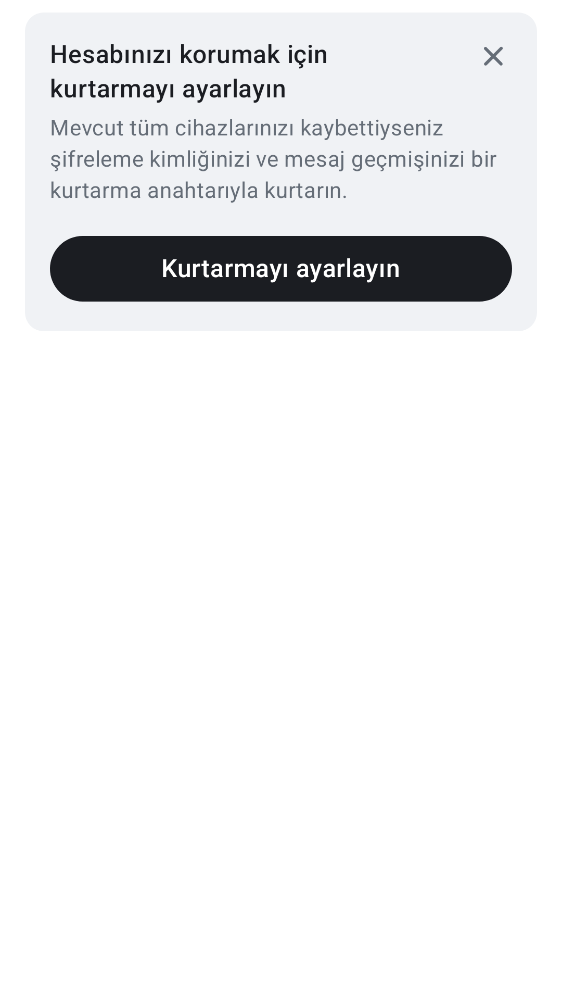 Hesabınızı korumak için
kurtarmayı ayarlayın
Mevcut tüm cihazlarınızı kaybettiyseniz
şifreleme kimliğinizi ve mesaj geçmişinizi bir
kurtarma anahtarıyla kurtarın.
Kurtarmayı ayarlayın